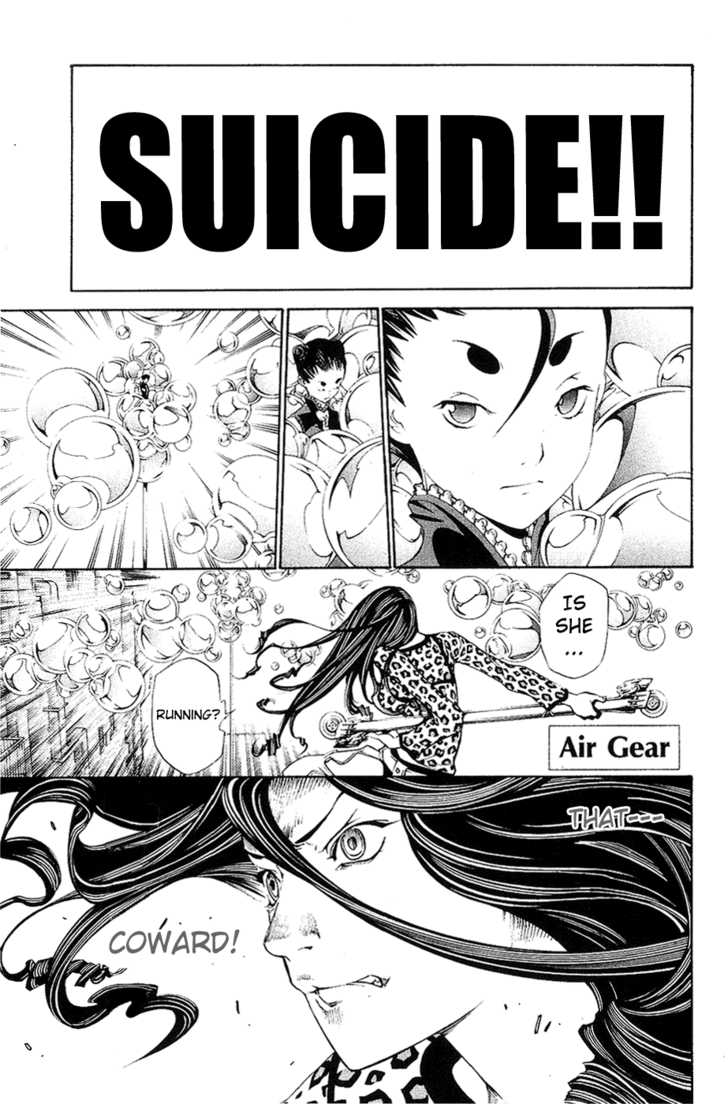 SUICIDE!!
IS
SHE
...
RUNNING?
Air Gear
THAT---
COWARD!